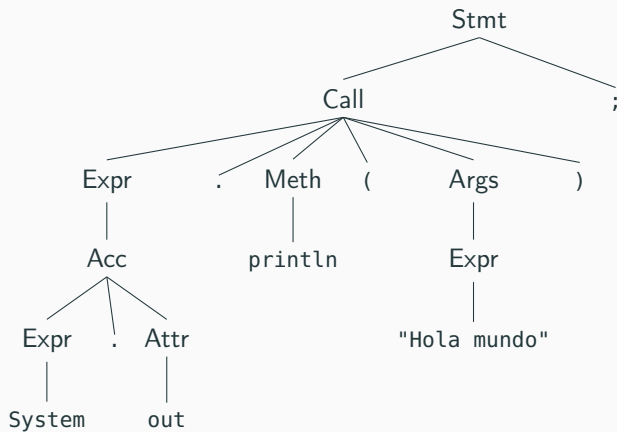 Stmt
Call ;
Expr . Meth ( Args )
Acc println Expr
Expr . Attr "Hola mundo"
System out